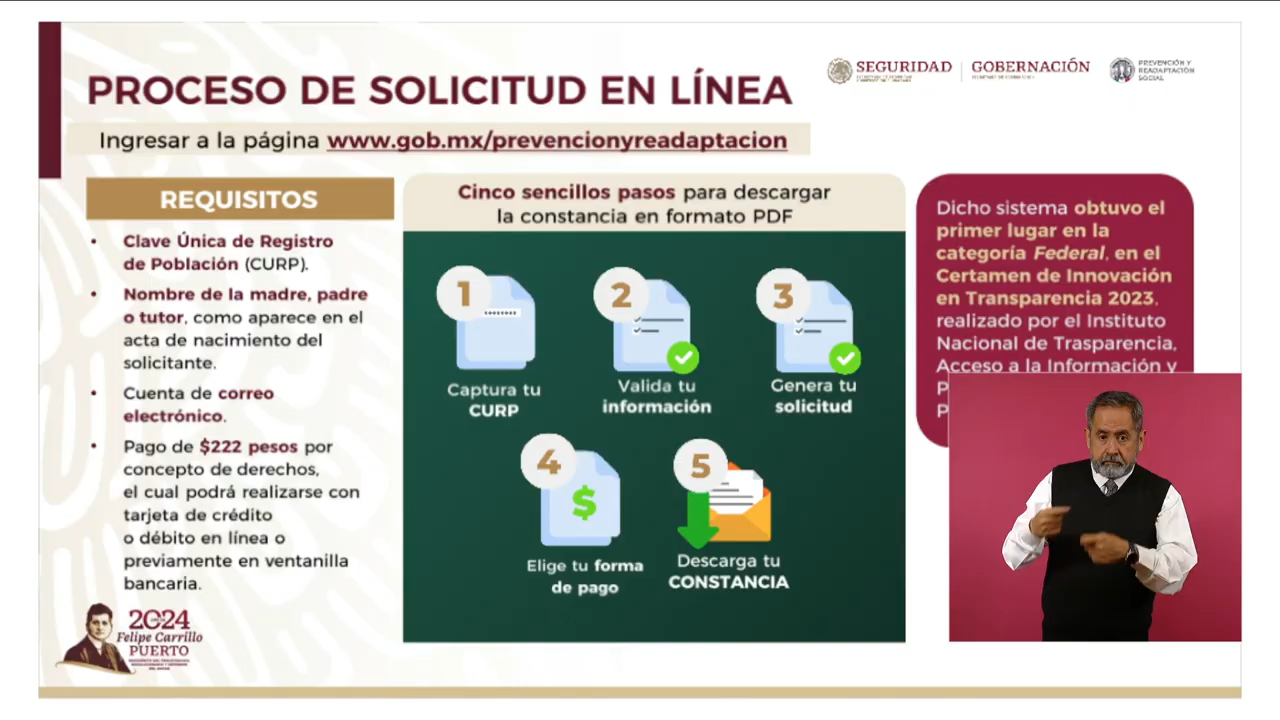 PROCESO DE SOLICITUD EN LÍNEA
SEGURIDAD
GOBERNACIÓN
PREVENCIÓN Y
READAPTACIÓN
SOCIAL
Ingresar a la página www.gob.mx/prevencionyreadaptacion
REQUISITOS
• Clave Única de Registro
de Población (CURP).
• Nombre de la madre, padre
o tutor, como aparece en el
acta de nacimiento del
solicitante.
• Cuenta de correo
electrónico.
• Pago de $222 pesos por
concepto de derechos,
el cual podrá realizarse con
tarjeta de crédito
o débito en línea o
previamente en ventanilla
bancaria.
Cinco sencillos pasos para descargar
la constancia en formato PDF
1
Captura tu
CURP
2
Valida tu
información
3
Genera tu
solicitud
4
$
Elige tu forma
de pago
5
Descarga tu
CONSTANCIA
Dicho sistema obtuvo el
primer lugar en la
categoría Federal, en el
Certamen de Innovación
en Transparencia 2023,
realizado por el Instituto
Nacional de Trasparencia,
Acceso a la Información y
P
P
2024
Felipe Carrillo
PUERTO